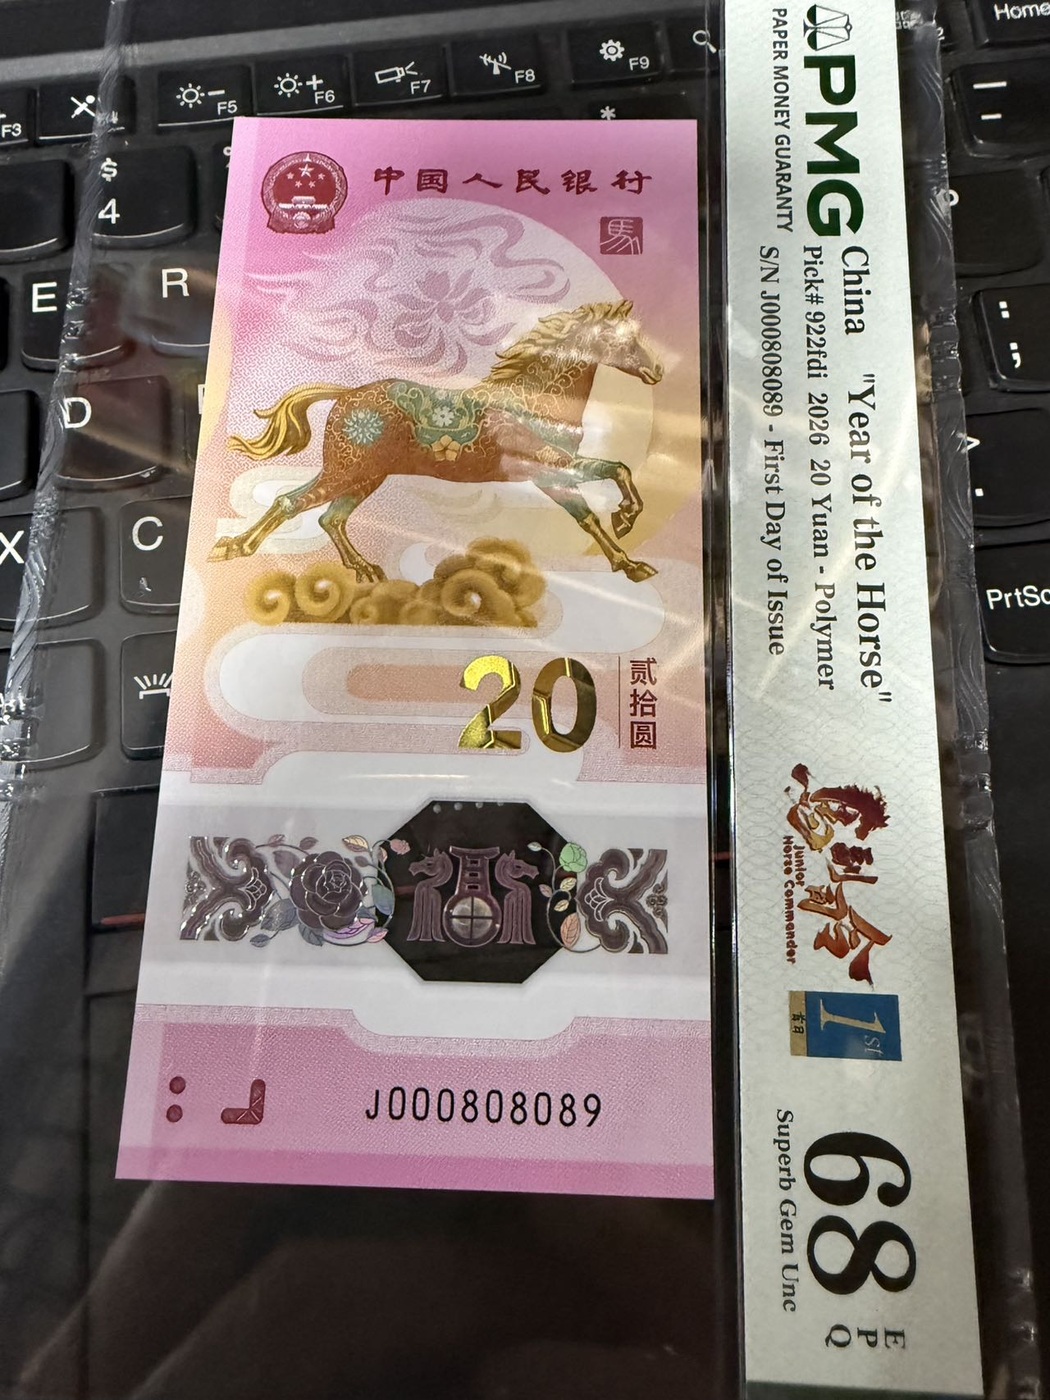 中国人民银行
馬
20
贰拾圆
J000808089
PMG
PAPER MONEY GUARANTY
China "Year of the Horse"
Pick# 922fdi 2026 20 Yuan - Polymer
S/N J000808089 - First Day of Issue
Junior
Horse Commander
1st
首日
68
EPQ
Superb Gem Unc
F3
F5
F6
F7
F8
F9
Home
$
4
*
E
R
D
X
C
:
;
PrtSc